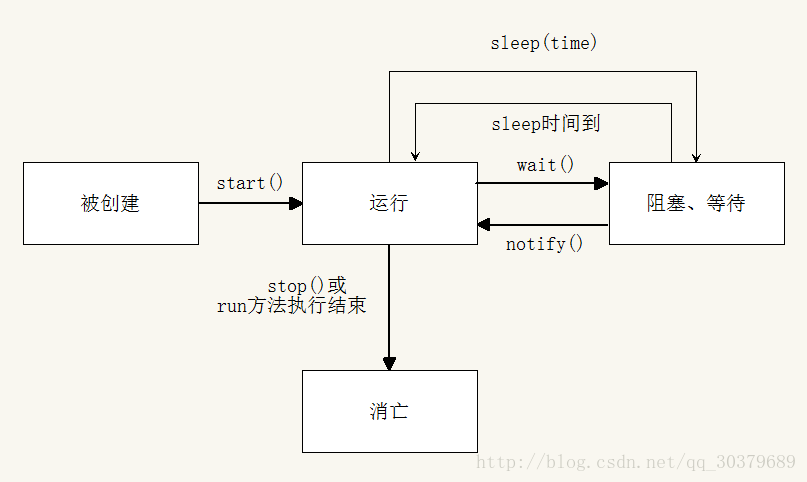 sleep(time)
sleep时间到
wait()
start()
被创建
运行
阻塞、等待
notify()
stop()或
run方法执行结束
消亡
http://blog.csdn.net/qq_30379689